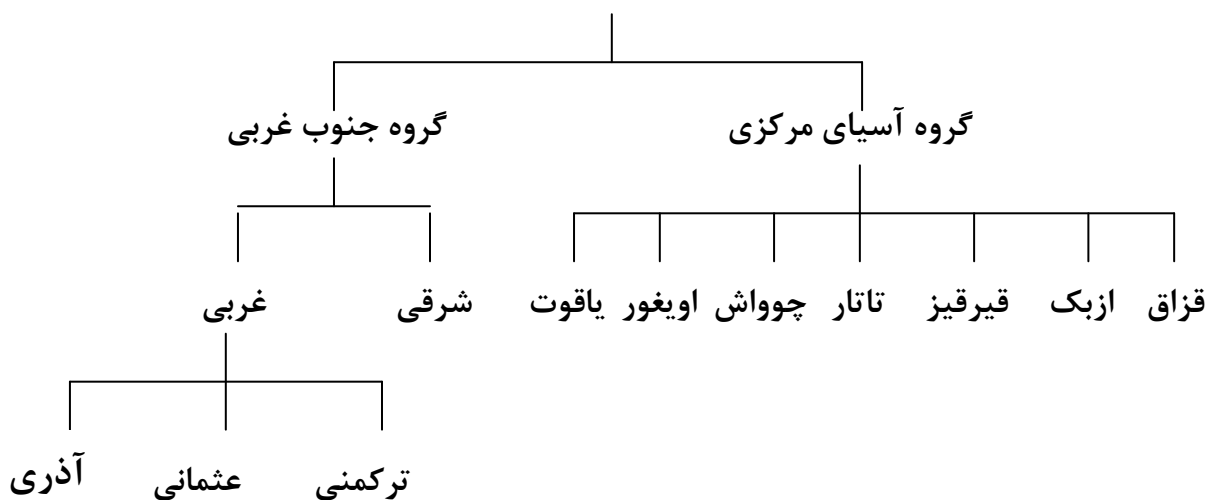 گروه آسیای مرکزی گروه جنوب غربی
قزاق ازبک قیرقیز تاتار چوواش اویغور یاقوت شرقی غربی
ترکمنی عثمانی آذری